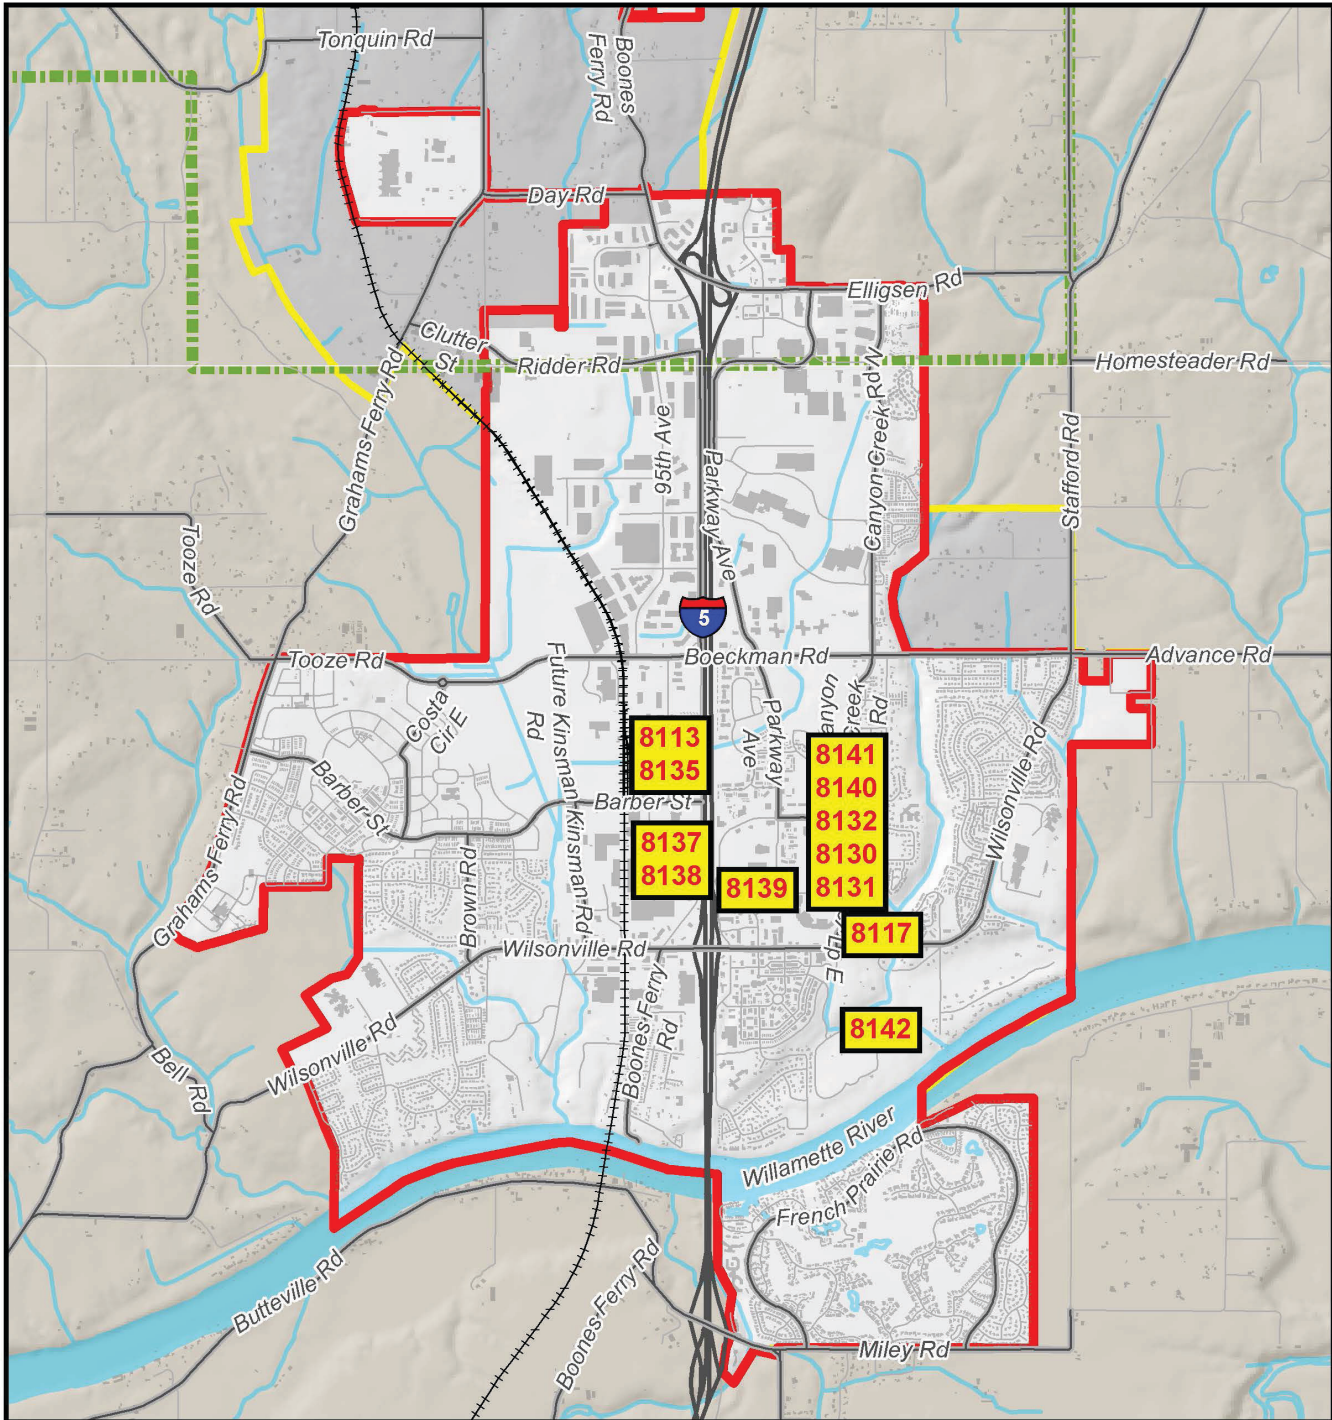 Tonquin Rd
Boones
Ferry Rd
Day Rd
Elligsen Rd
Clutter
St
Ridder Rd
Homesteader Rd
Grahams Ferry Rd
95th Ave
Parkway Ave
Canyon Creek Rd W
Stafford Rd
Tooze Rd
5
Tooze Rd
Boeckman Rd
Advance Rd
Costa
Cir E
Future Kinsman
Rd
Kinsman Rd
Parkway
Ave
anyon
Creek
Rd
Wilsonville Rd
8113
8135
8141
8140
8132
8130
8131
Barber St
Barber St
8137
8138
8139
Grahams Ferry Rd
Brown Rd
8117
Wilsonville Rd
Lp E
8142
Boones Ferry
Rd
Wilsonville Rd
Bell Rd
Willamette River
French Prairie Rd
Butteville Rd
Boones Ferry Rd
Miley Rd